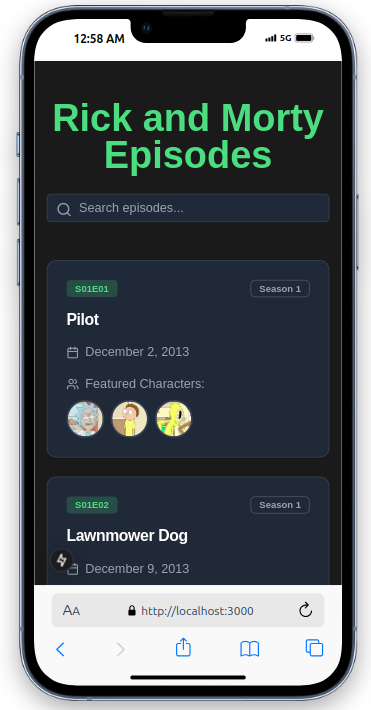 12:58 AM
5G
Rick and Morty
Episodes
Search episodes...
S01E01
Season 1
Pilot
December 2, 2013
Featured Characters:
S01E02
Season 1
Lawnmower Dog
December 9, 2013
AA
http://localhost:3000